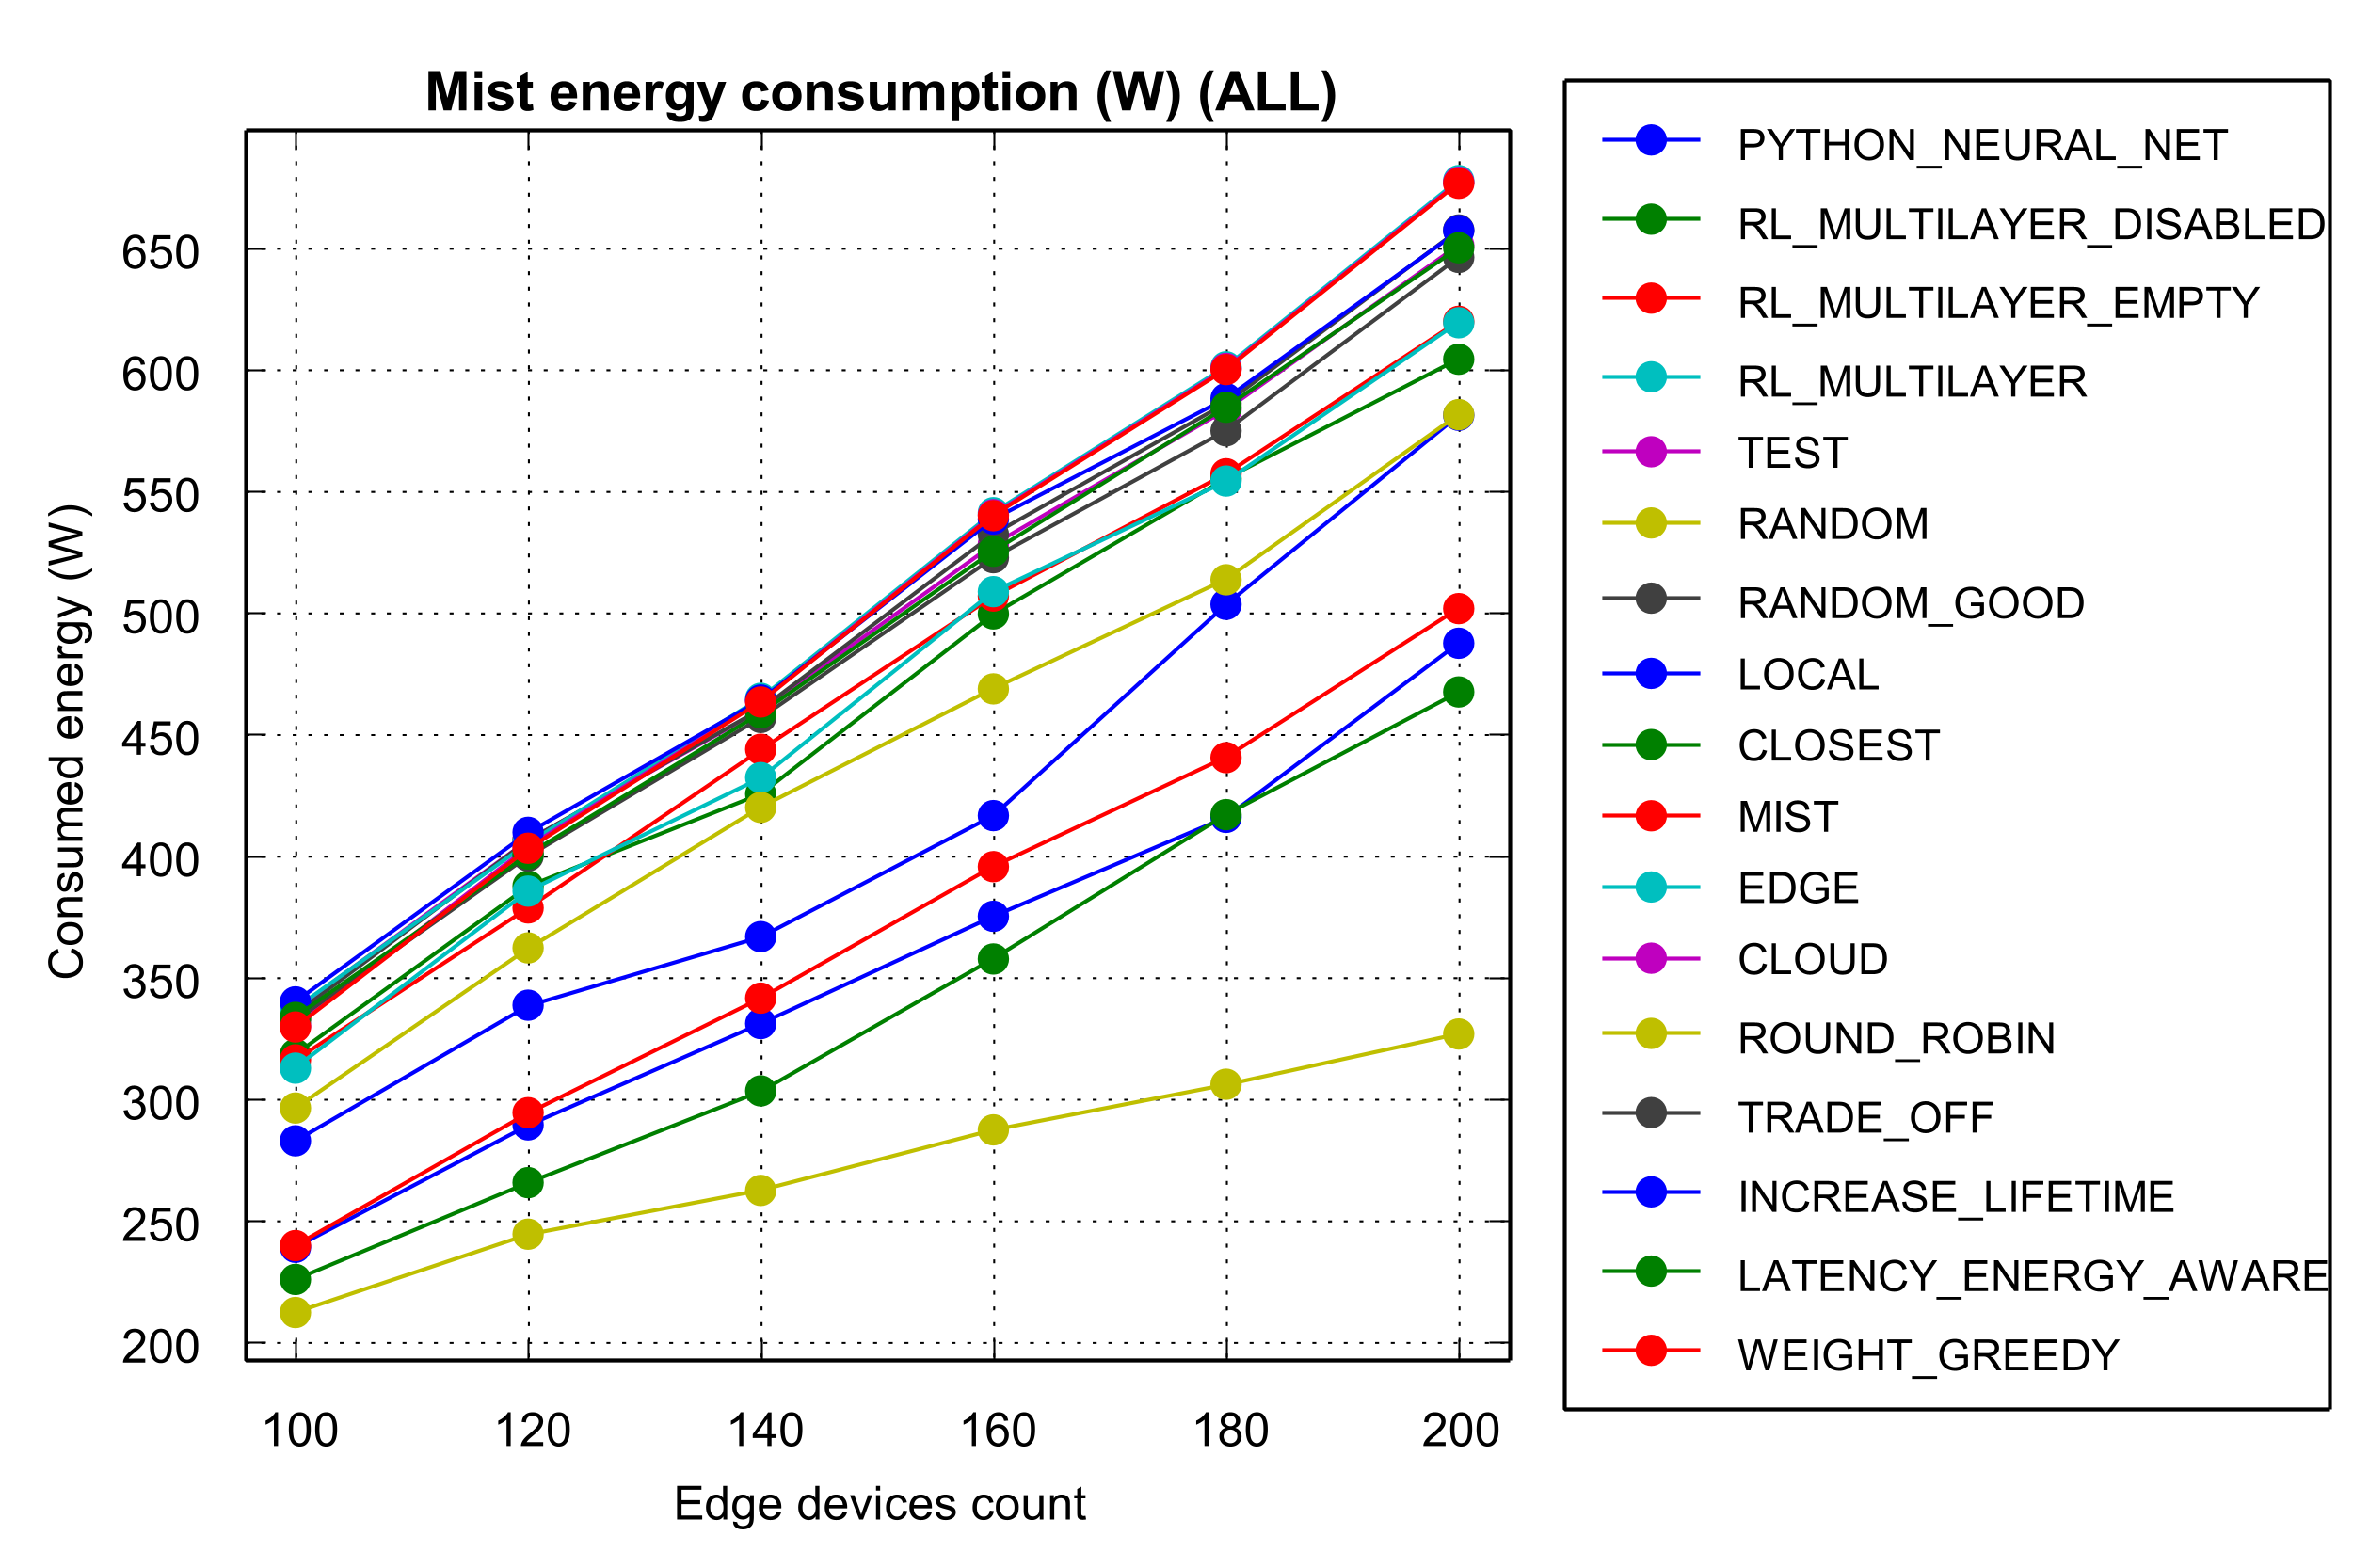 Mist energy consumption (W) (ALL)
Consumed energy (W)
650
600
550
500
450
400
350
300
250
200
100 120 140 160 180 200
Edge devices count
PYTHON_NEURAL_NET
RL_MULTILAYER_DISABLED
RL_MULTILAYER_EMPTY
RL_MULTILAYER
TEST
RANDOM
RANDOM_GOOD
LOCAL
CLOSEST
MIST
EDGE
CLOUD
ROUND_ROBIN
TRADE_OFF
INCREASE_LIFETIME
LATENCY_ENERGY_AWARE
WEIGHT_GREEDY